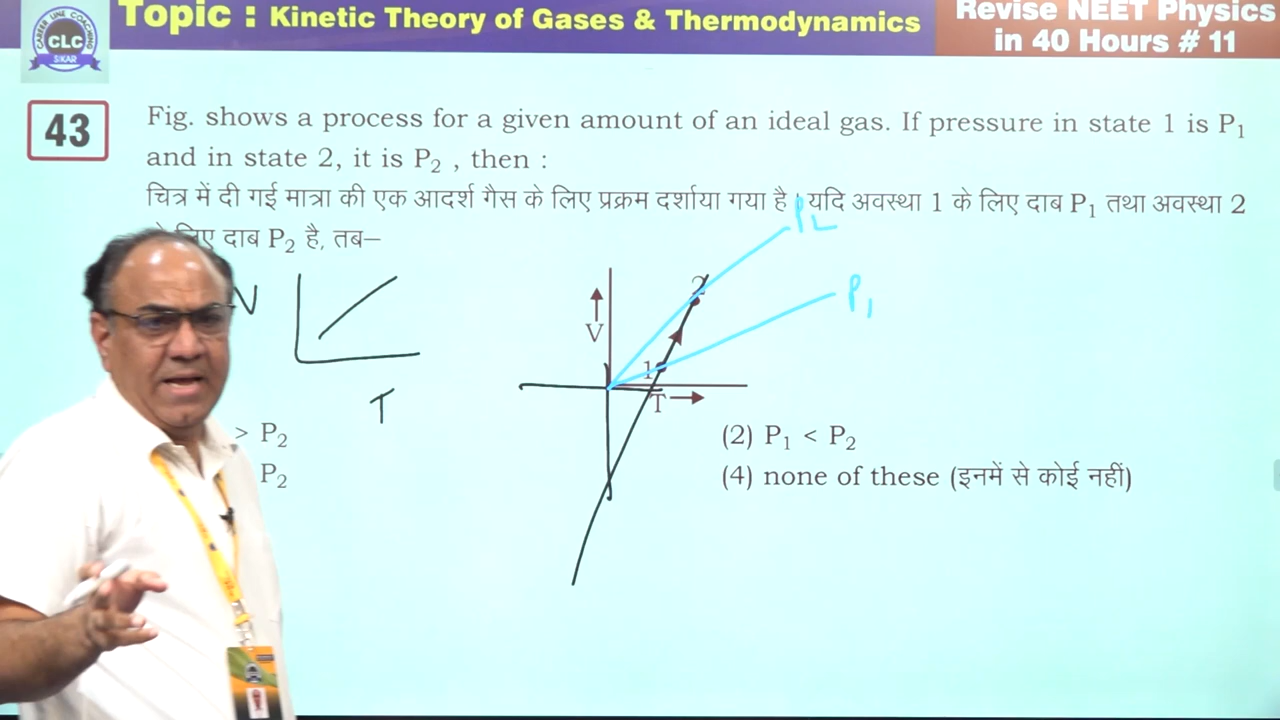 Topic : Kinetic Theory of Gases & Thermodynamics
Revise NEET Physics
in 40 Hours # 11
CAREER LINE COACHING
CLC
SIKAR
43
Fig. shows a process for a given amount of an ideal gas. If pressure in state 1 is P₁
and in state 2, it is P₂ , then :
चित्र में दी गई मात्रा की एक आदर्श गैस के लिए प्रक्रम दर्शाया गया है। यदि अवस्था 1 के लिए दाब P₁ तथा अवस्था 2
दाब P₂ है, तब–
V
T
P₂
P₁
2
V
1
T
> P₂
(2) P₁ < P₂
P₂
(4) none of these (इनमें से कोई नहीं)